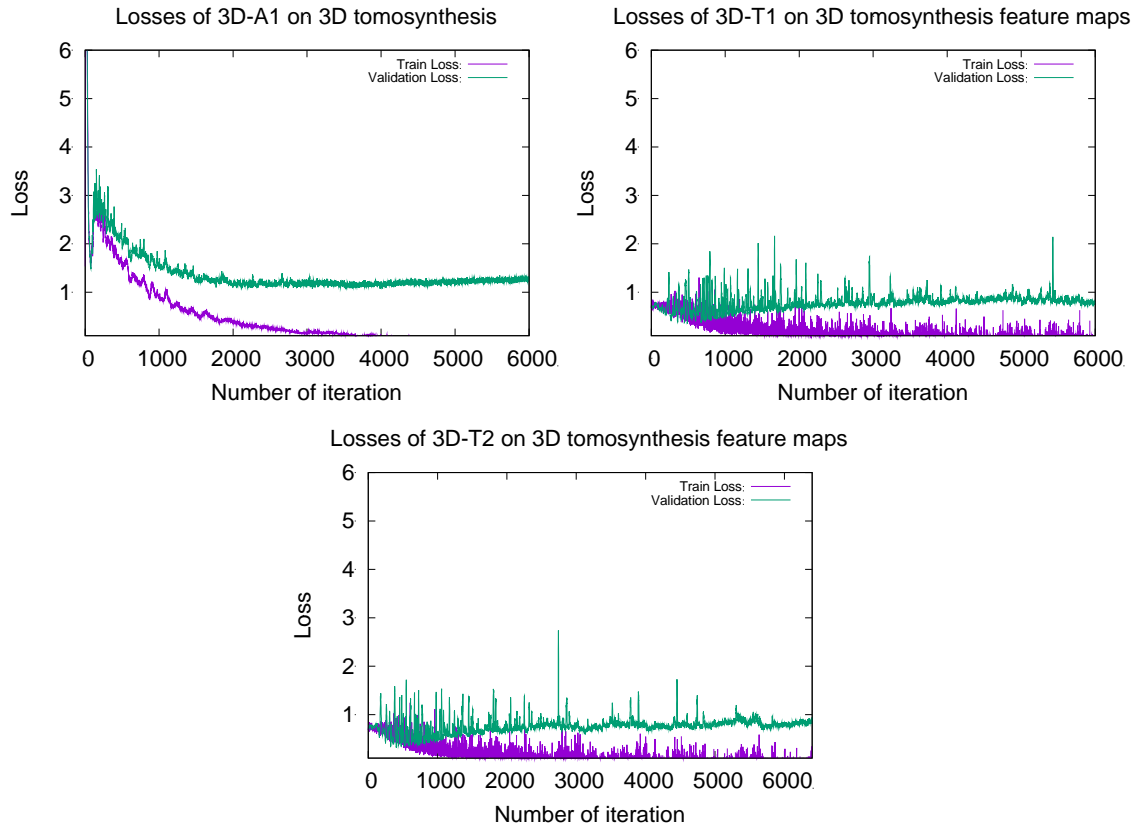 Losses of 3D-A1 on 3D tomosynthesis
6
5
4
3
2
1
0 1000 2000 3000 4000 5000 6000
Loss
Number of iteration
Train Loss:
Validation Loss:
Losses of 3D-T1 on 3D tomosynthesis feature maps
6
5
4
3
2
1
0 1000 2000 3000 4000 5000 6000
Loss
Number of iteration
Train Loss:
Validation Loss:
Losses of 3D-T2 on 3D tomosynthesis feature maps
6
5
4
3
2
1
0 1000 2000 3000 4000 5000 6000
Loss
Number of iteration
Train Loss:
Validation Loss: